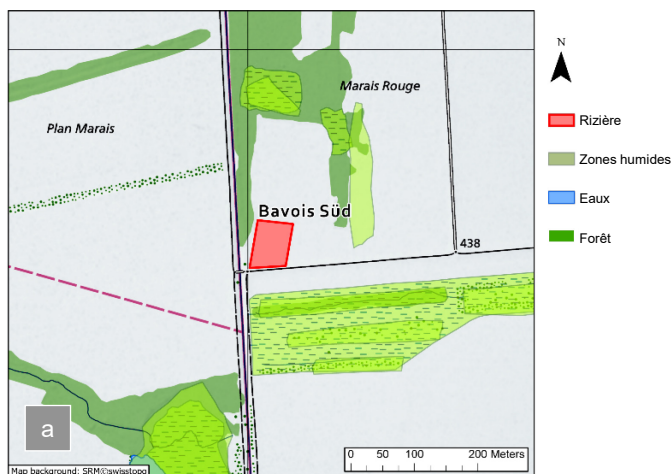 N
Marais Rouge
Plan Marais
Rizière
Zones humides
Eaux
Forêt
Bavois Süd
438
a
0 50 100 200 Meters
Map background: SRM©swisstopo